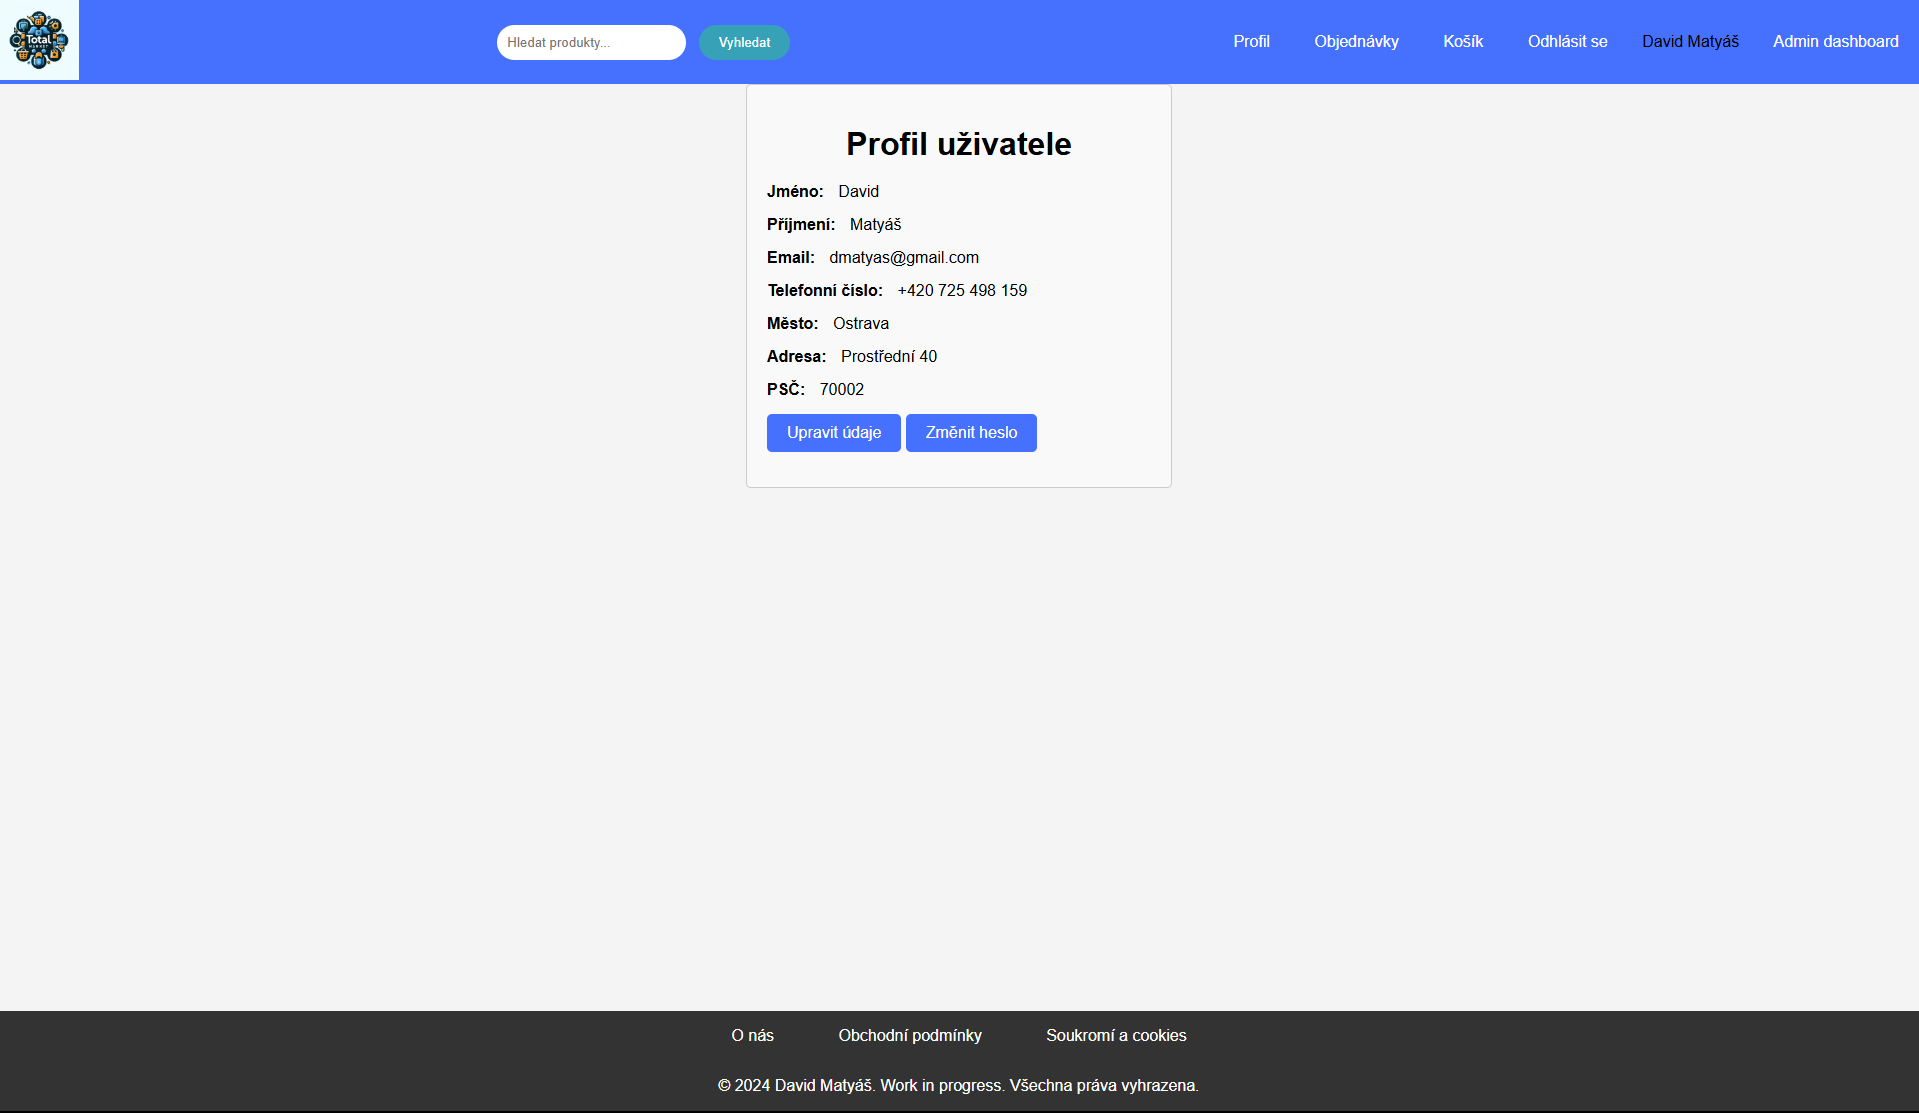 Total
MARKET
Hledat produkty...
Vyhledat
Profil
Objednávky
Košík
Odhlásit se
David Matyáš
Admin dashboard
Profil uživatele
Jméno: David
Příjmení: Matyáš
Email: dmatyas@gmail.com
Telefonní číslo: +420 725 498 159
Město: Ostrava
Adresa: Prostřední 40
PSČ: 70002
Upravit údaje
Změnit heslo
O nás
Obchodní podmínky
Soukromí a cookies
© 2024 David Matyáš. Work in progress. Všechna práva vyhrazena.